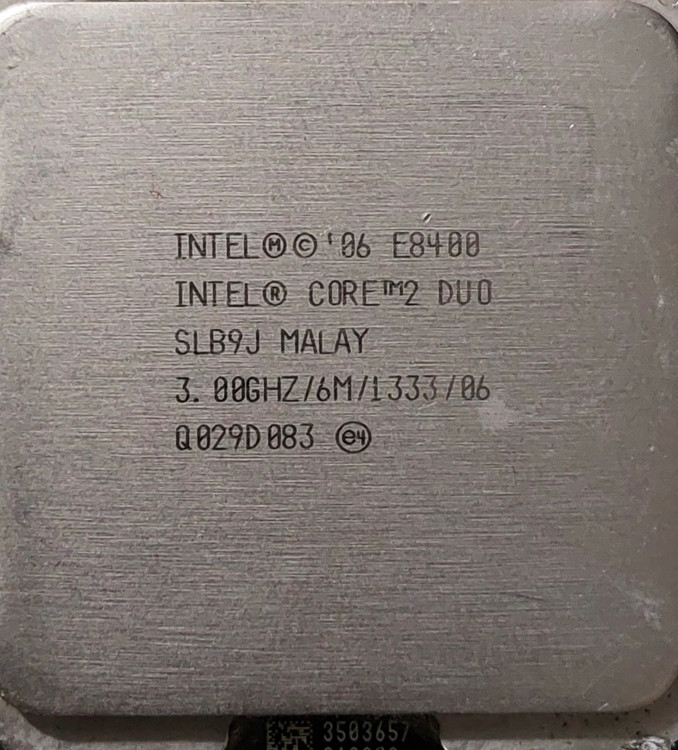 INTEL Ⓜ © '06 E8400
INTEL® CORE™2 DUO
SLB9J MALAY
3.00GHZ/6M/1333/06
Q029D083 e4
3503657